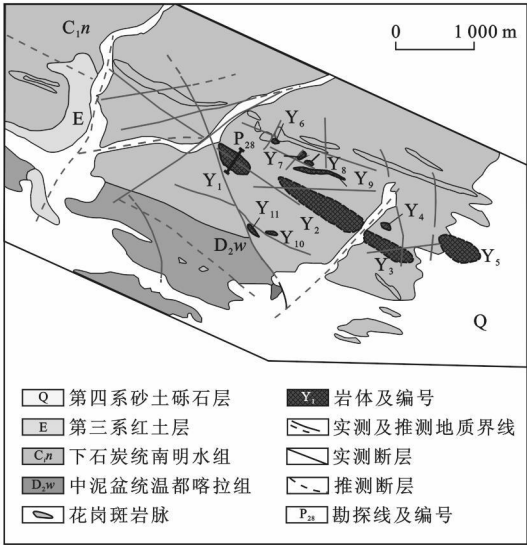 C₁n
0 1 000 m
E
Y₆
P₂₈
Y₇
Y₈
Y₉
Y₁
Y₁₁
Y₄
Y₂
Y₁₀
D₂w
Y₃
Y₅
Q
Q 第四系砂土砾石层
Y₁ 岩体及编号
E 第三系红土层
实测及推测地质界线
C₁n 下石炭统南明水组
实测断层
D₂w 中泥盆统温都喀拉组
推测断层
花岗斑岩脉
P₂₈ 勘探线及编号